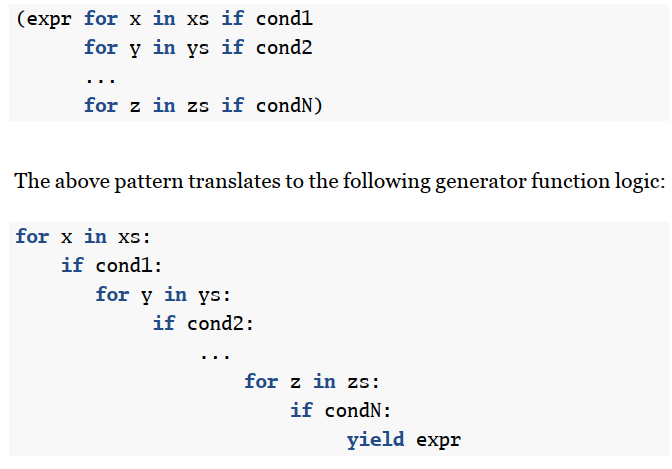 (expr for x in xs if cond1
      for y in ys if cond2
      ...
      for z in zs if condN)
The above pattern translates to the following generator function logic:
for x in xs:
    if cond1:
       for y in ys:
            if cond2:
                ...
                    for z in zs:
                        if condN:
                             yield expr